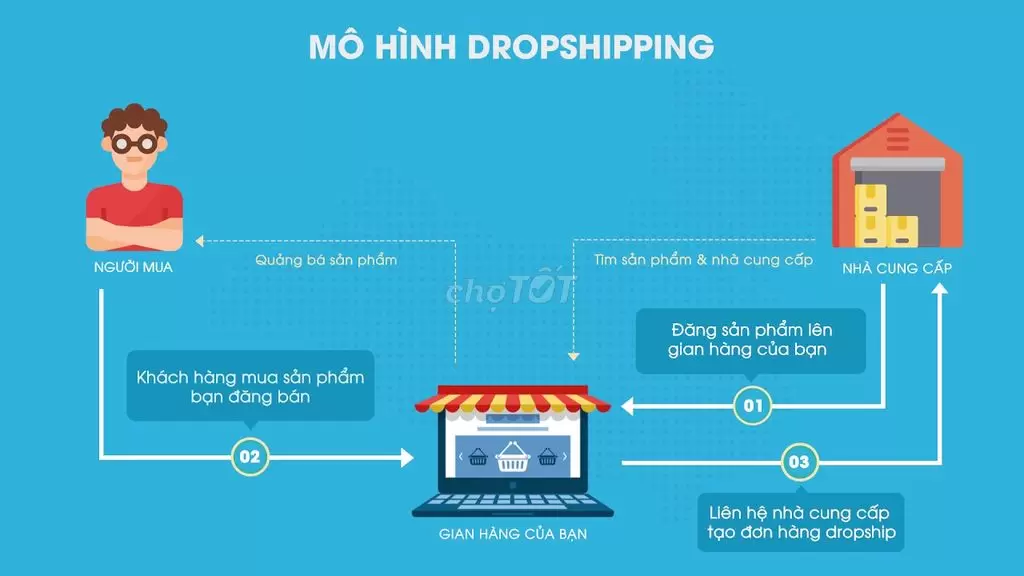 MÔ HÌNH DROPSHIPPING
NGƯỜI MUA
Quảng bá sản phẩm
Tìm sản phẩm & nhà cung cấp
NHÀ CUNG CẤP
choTỐT
Đăng sản phẩm lên
gian hàng của bạn
01
Khách hàng mua sản phẩm
bạn đăng bán
02
03
Liên hệ nhà cung cấp
tạo đơn hàng dropship
GIAN HÀNG CỦA BẠN